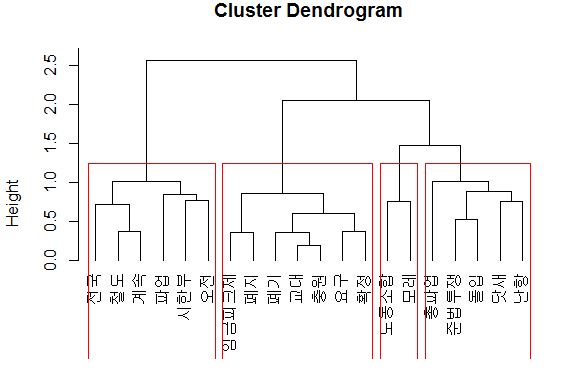 Cluster Dendrogram
Height
2.5
2.0
1.5
1.0
0.5
0.0
전국
철도
계속
파업
시한부
오전
임금피크제
폐지
폐기
교대
충원
요구
확정
노동조합
모레
총파업
준법투쟁
돌입
닷새
난항